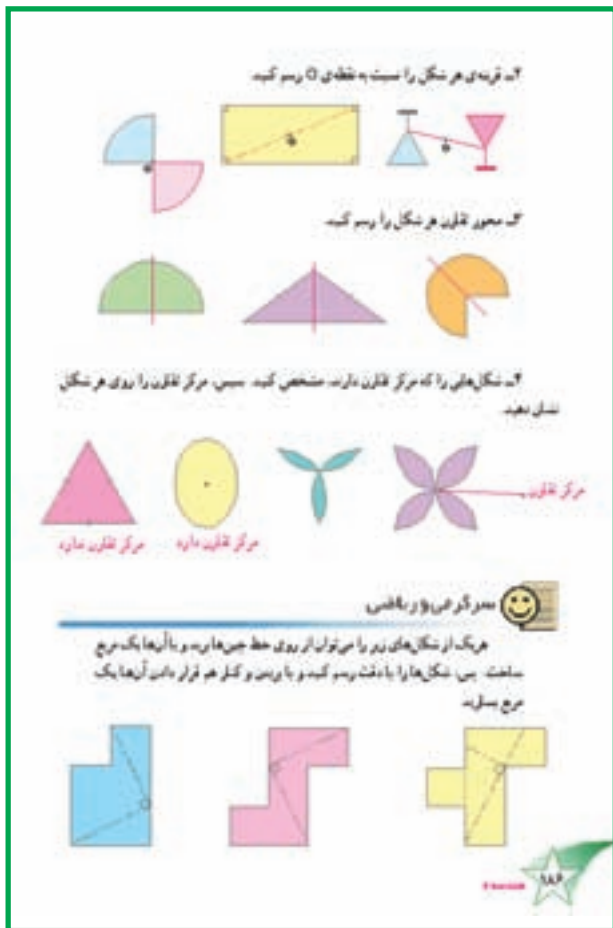 ۲ـ قرینه‌ی هر شکل را نسبت به نقطه‌ی O رسم کنید.
۳ـ محور تقارن هر شکل را رسم کنید.
۴ـ شکل‌هایی را که مرکز تقارن دارند، مشخص کنید. سپس، مرکز تقارن را روی هر شکل
نشان دهید.
مرکز تقارن
مرکز تقارن دارد
مرکز تقارن ندارد
سرگرمی و ریاضی
هریک از شکل‌های زیر را می‌توان از روی خط چین‌ها برید و با آن‌ها یک مربع
ساخت. پس، شکل‌ها را با دقت رسم کنید و با بریدن و کنار هم قرار دادن آن‌ها یک
مربع بسازید.
۱۸۶